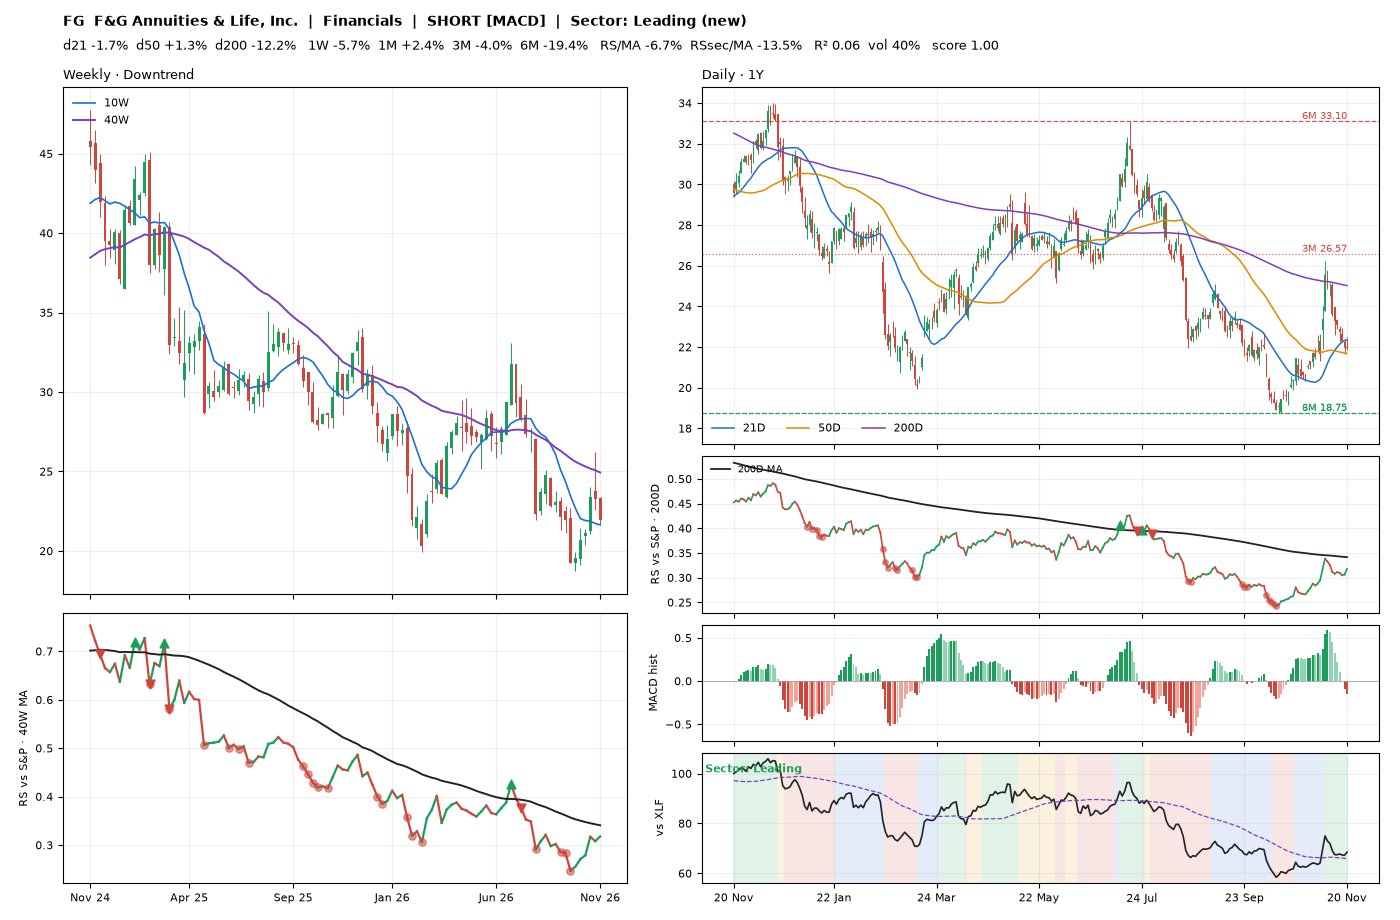 FG  F&G Annuities & Life, Inc.  |  Financials  |  SHORT [MACD]  |  Sector: Leading (new)
d21 -1.7%  d50 +1.3%  d200 -12.2%   1W -5.7%  1M +2.4%  3M -4.0%  6M -19.4%   RS/MA -6.7%  RSsec/MA -13.5%   R² 0.06  vol 40%   score 1.00
Weekly · Downtrend
10W
40W
45
40
35
30
25
20
RS vs S&P · 40W MA
0.7
0.6
0.5
0.4
0.3
Nov 24
Apr 25
Sep 25
Jan 26
Jun 26
Nov 26
Daily · 1Y
34
32
30
28
26
24
22
20
18
6M 33.10
3M 26.57
6M 18.75
21D
50D
200D
RS vs S&P · 200D
200D MA
0.50
0.45
0.40
0.35
0.30
0.25
MACD hist
0.5
0.0
−0.5
vs XLF
Sector: Leading
100
80
60
20 Nov
22 Jan
24 Mar
22 May
24 Jul
23 Sep
20 Nov